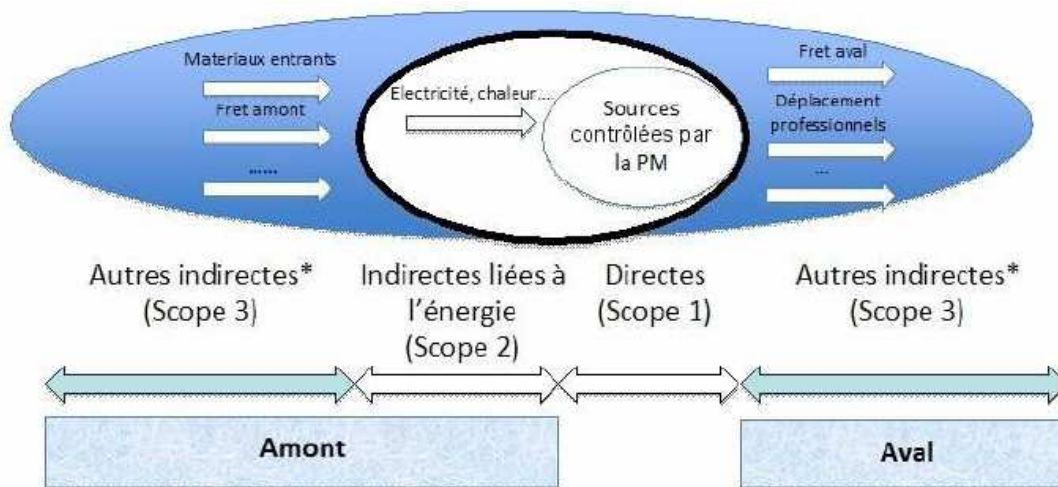 Materiaux entrants
Fret amont
......
Electricité, chaleur...
Sources
contrôlées par
la PM
Fret aval
Déplacement
professionnels
...
Autres indirectes*
(Scope 3)
Indirectes liées à
l'énergie
(Scope 2)
Directes
(Scope 1)
Autres indirectes*
(Scope 3)
Amont
Aval